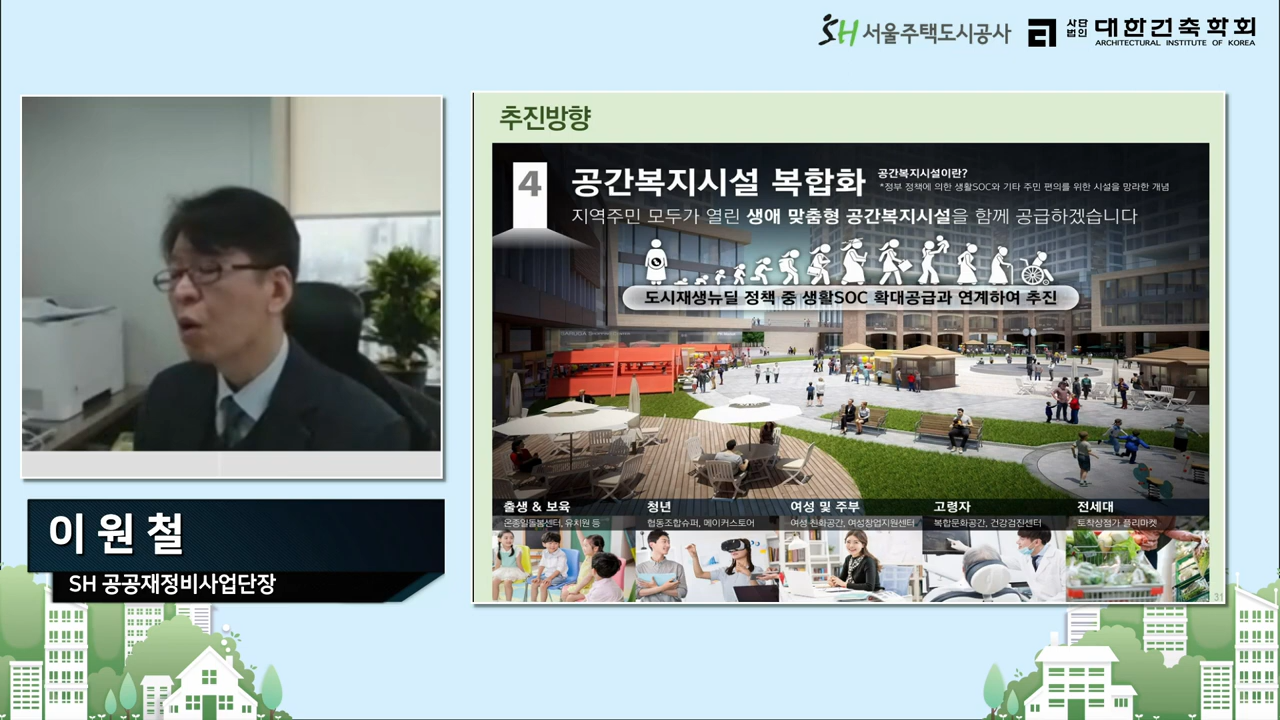 SH 서울주택도시공사
사단법인 대한건축학회
ARCHITECTURAL INSTITUTE OF KOREA
추진방향
4
공간복지시설 복합화
공간복지시설이란?
*정부 정책에 의한 생활SOC와 기타 주민 편의를 위한 시설을 망라한 개념
지역주민 모두가 열린 생애 맞춤형 공간복지시설을 함께 공급하겠습니다
도시재생뉴딜 정책 중 생활SOC 확대공급과 연계하여 추진
출생 & 보육
온종일돌봄센터, 유치원 등
청년
협동조합슈퍼, 메이커스토어
여성 및 주부
여성 친화공간, 여성창업지원센터
고령자
복합문화공간, 건강검진센터
전세대
토착상점가 플리마켓
31
이원철
SH 공공재정비사업단장